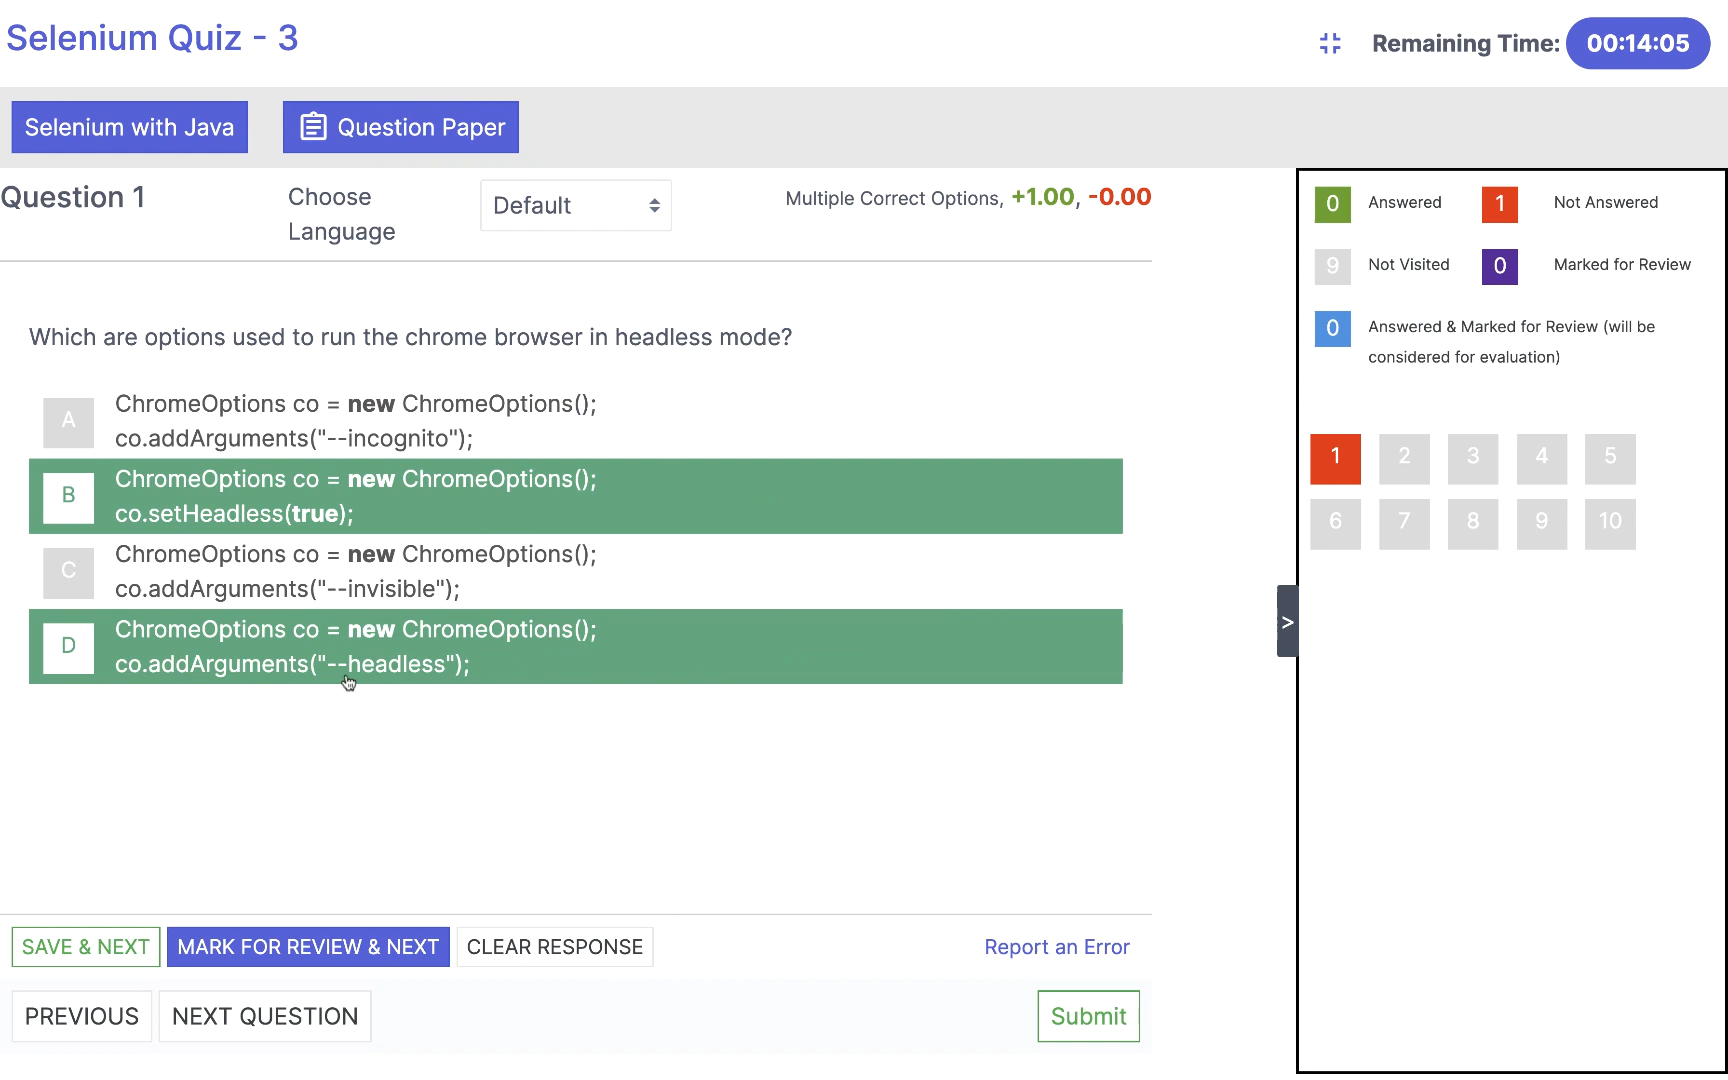 Selenium Quiz - 3
Remaining Time: 00:14:05
Selenium with Java
Question Paper
Question 1
Choose
Language
Default
Multiple Correct Options, +1.00, -0.00
Which are options used to run the chrome browser in headless mode?
A
ChromeOptions co = new ChromeOptions();
co.addArguments("--incognito");
B
ChromeOptions co = new ChromeOptions();
co.setHeadless(true);
C
ChromeOptions co = new ChromeOptions();
co.addArguments("--invisible");
D
ChromeOptions co = new ChromeOptions();
co.addArguments("--headless");
SAVE & NEXT
MARK FOR REVIEW & NEXT
CLEAR RESPONSE
Report an Error
PREVIOUS
NEXT QUESTION
Submit
0 Answered
1 Not Answered
9 Not Visited
0 Marked for Review
0 Answered & Marked for Review (will be
considered for evaluation)
1 2 3 4 5
6 7 8 9 10
>